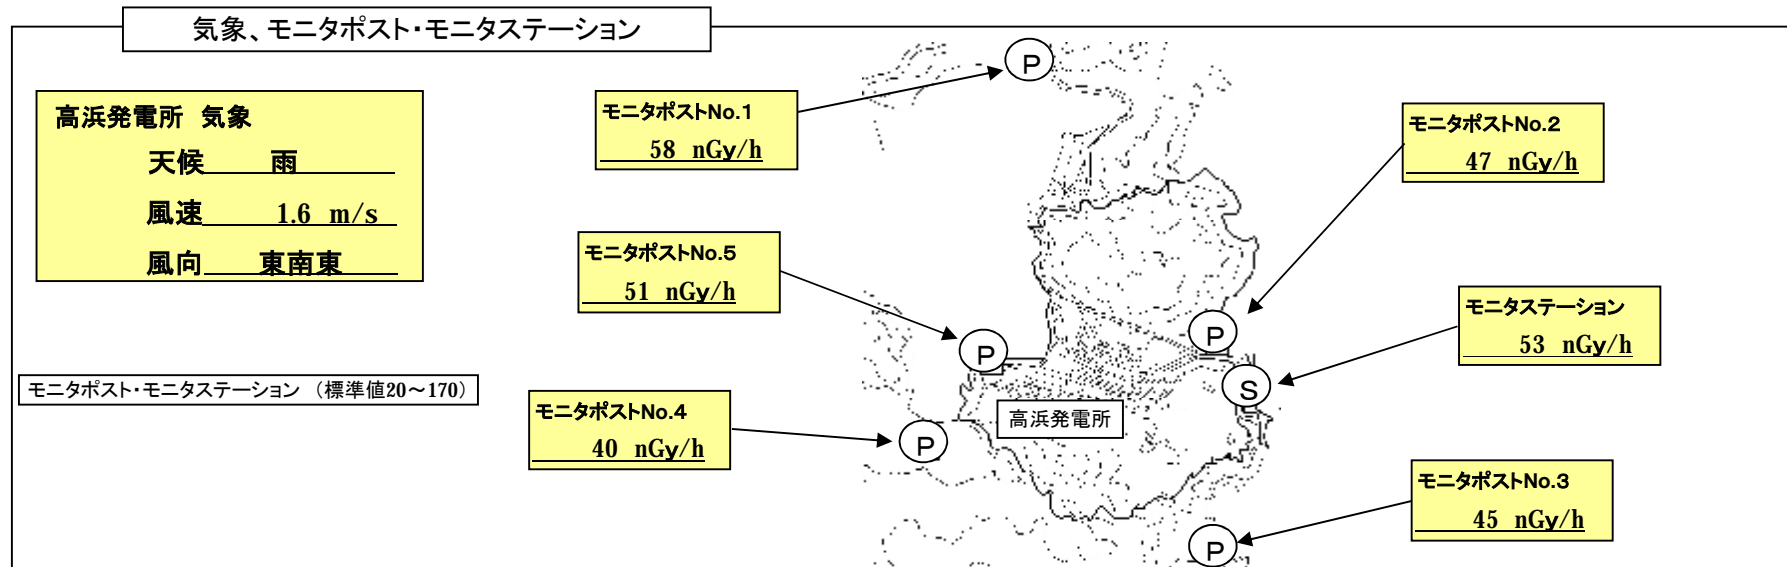 気象、モニタポスト・モニタステーション
高浜発電所 気象
天候 雨
風速 1.6 m/s
風向 東南東
モニタポスト・モニタステーション （標準値20～170）
P
モニタポストNo.1
58 nGy/h
モニタポストNo.2
47 nGy/h
モニタポストNo.5
51 nGy/h
P
P
モニタステーション
53 nGy/h
S
モニタポストNo.4
40 nGy/h
高浜発電所
P
モニタポストNo.3
45 nGy/h
P